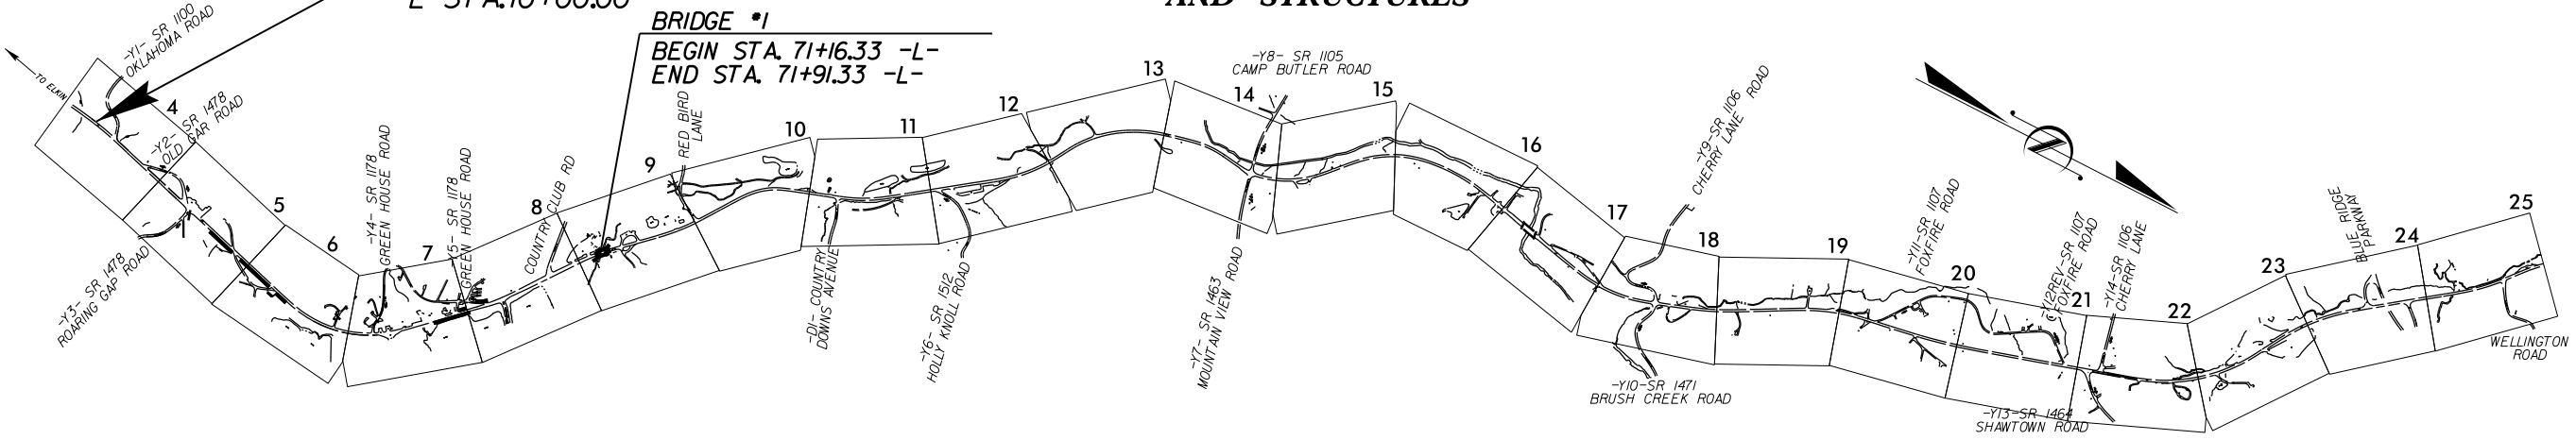 -L- STA.10+00.00
AND STRUCTURES
BRIDGE #1
BEGIN STA. 71+16.33 -L-
END STA. 71+91.33 -L-
TO ELKIN
-Y1- SR 1100
OKLAHOMA ROAD
4
-Y2- SR 1478
OLD GAP ROAD
-Y3- SR 1478
ROARING GAP ROAD
5
6
-Y4- SR 1178
GREEN HOUSE ROAD
7
-Y5- SR 1178
GREEN HOUSE ROAD
8
COUNTRY CLUB RD
9
RED BIRD
LANE
10
-D1- COUNTRY
DOWNS AVENUE
11
-Y6- SR 1512
HOLLY KNOLL ROAD
12
13
-Y7- SR 1463
MOUNTAIN VIEW ROAD
14
-Y8- SR 1105
CAMP BUTLER ROAD
15
16
17
-Y9-SR 1106
CHERRY LANE ROAD
-Y10-SR 1471
BRUSH CREEK ROAD
18
19
-Y11-SR 1107
FOXFIRE ROAD
20
-Y12REV-SR 1107
FOXFIRE ROAD
21
-Y13-SR 1464
SHAWTOWN ROAD
-Y14-SR 1106
CHERRY LANE
22
23
BLUE RIDGE
PARKWAY
24
25
WELLINGTON
ROAD